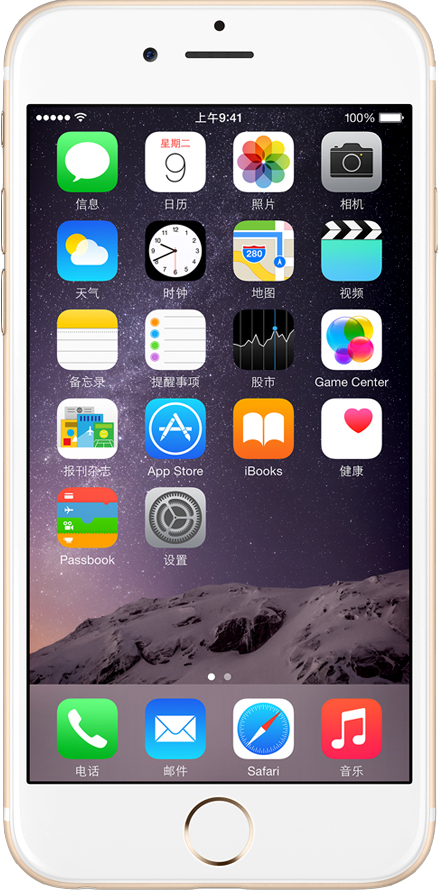 上午9:41 100%
星期二
9
信息 日历 照片 相机
280
天气 时钟 地图 视频
备忘录 提醒事项 股市 Game Center
报刊杂志 App Store iBooks 健康
Passbook 设置
电话 邮件 Safari 音乐